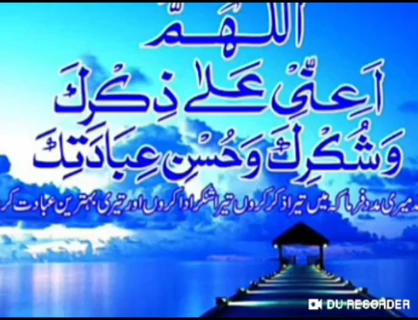 اَللّٰهُمَّ
اَعِنِّیْ عَلٰی ذِکْرِكَ
وَشُکْرِكَ وَحُسْنِ عِبَادَتِكَ
میری مدد فرما کہ میں تیرا ذکر کروں تیرا شکر ادا کروں اور تیری بہترین عبادت کر
DU RECORDER